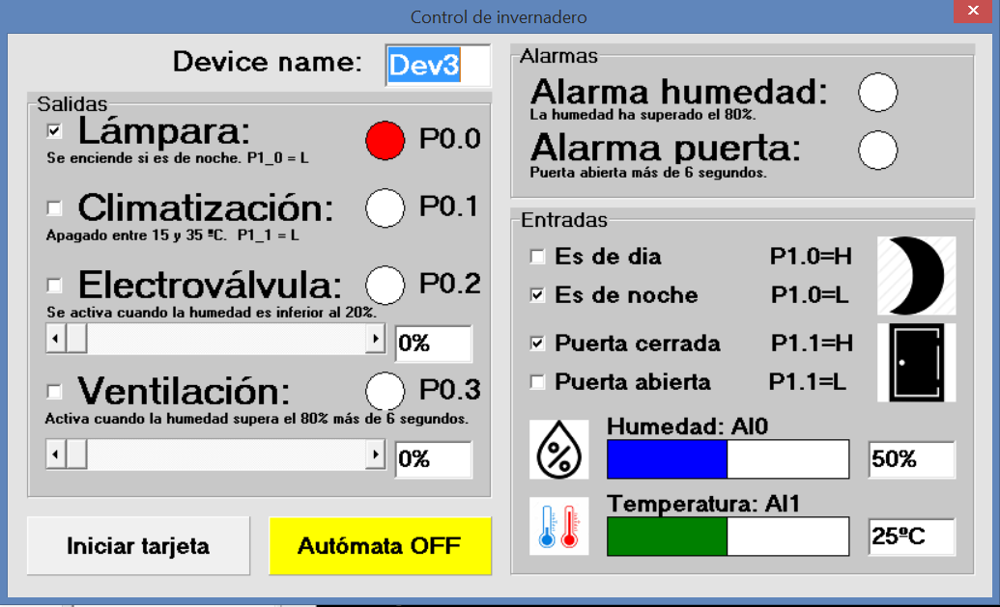 Control de invernadero
Device name: Dev3
Salidas
Lámpara: P0.0
Se enciende si es de noche. P1_0 = L
Climatización: P0.1
Apagado entre 15 y 35 ºC. P1_1 = L
Electroválvula: P0.2
Se activa cuando la humedad es inferior al 20%.
0%
Ventilación: P0.3
Activa cuando la humedad supera el 80% más de 6 segundos.
0%
Iniciar tarjeta
Autómata OFF
Alarmas
Alarma humedad:
La humedad ha superado el 80%.
Alarma puerta:
Puerta abierta más de 6 segundos.
Entradas
Es de dia P1.0=H
Es de noche P1.0=L
Puerta cerrada P1.1=H
Puerta abierta P1.1=L
Humedad: AI0
50%
Temperatura: AI1
25ºC